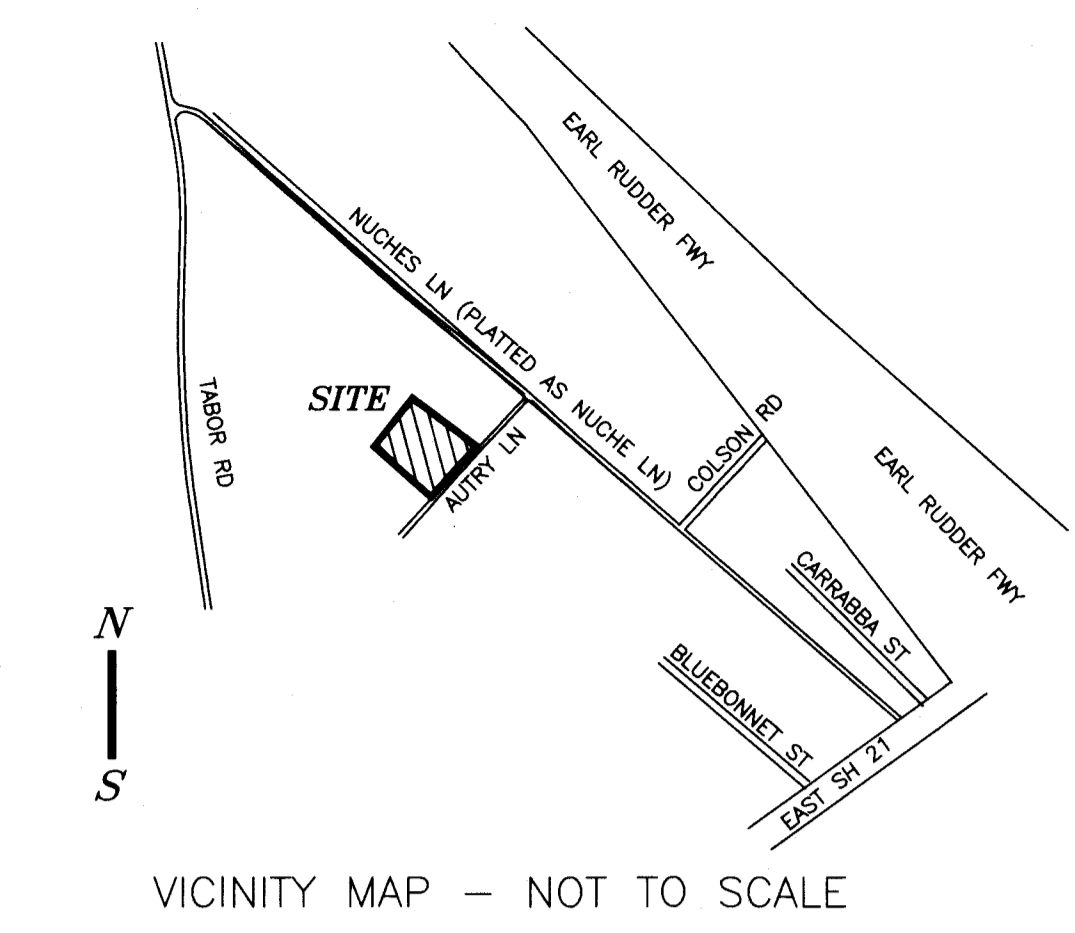 EARL RUDDER FWY
NUCHES LN (PLATTED AS NUCHE LN)
TABOR RD
SITE
AUTRY LN
COLSON RD
EARL RUDDER FWY
CARRABBA ST
BLUEBONNET ST
EAST SH 21
N
S
VICINITY MAP – NOT TO SCALE